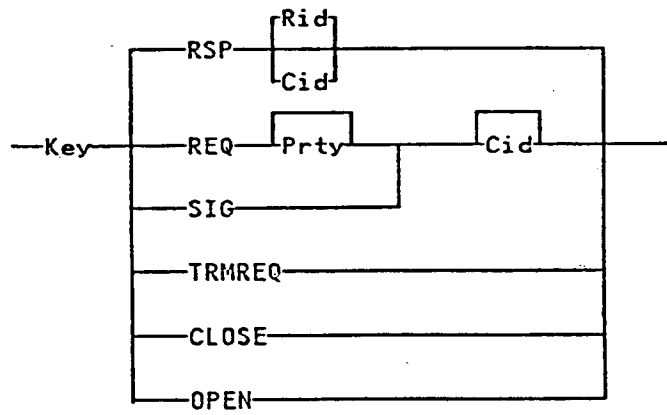 Rid
RSP
Cid
Key REQ Prty Cid
SIG
TRMREQ
CLOSE
OPEN